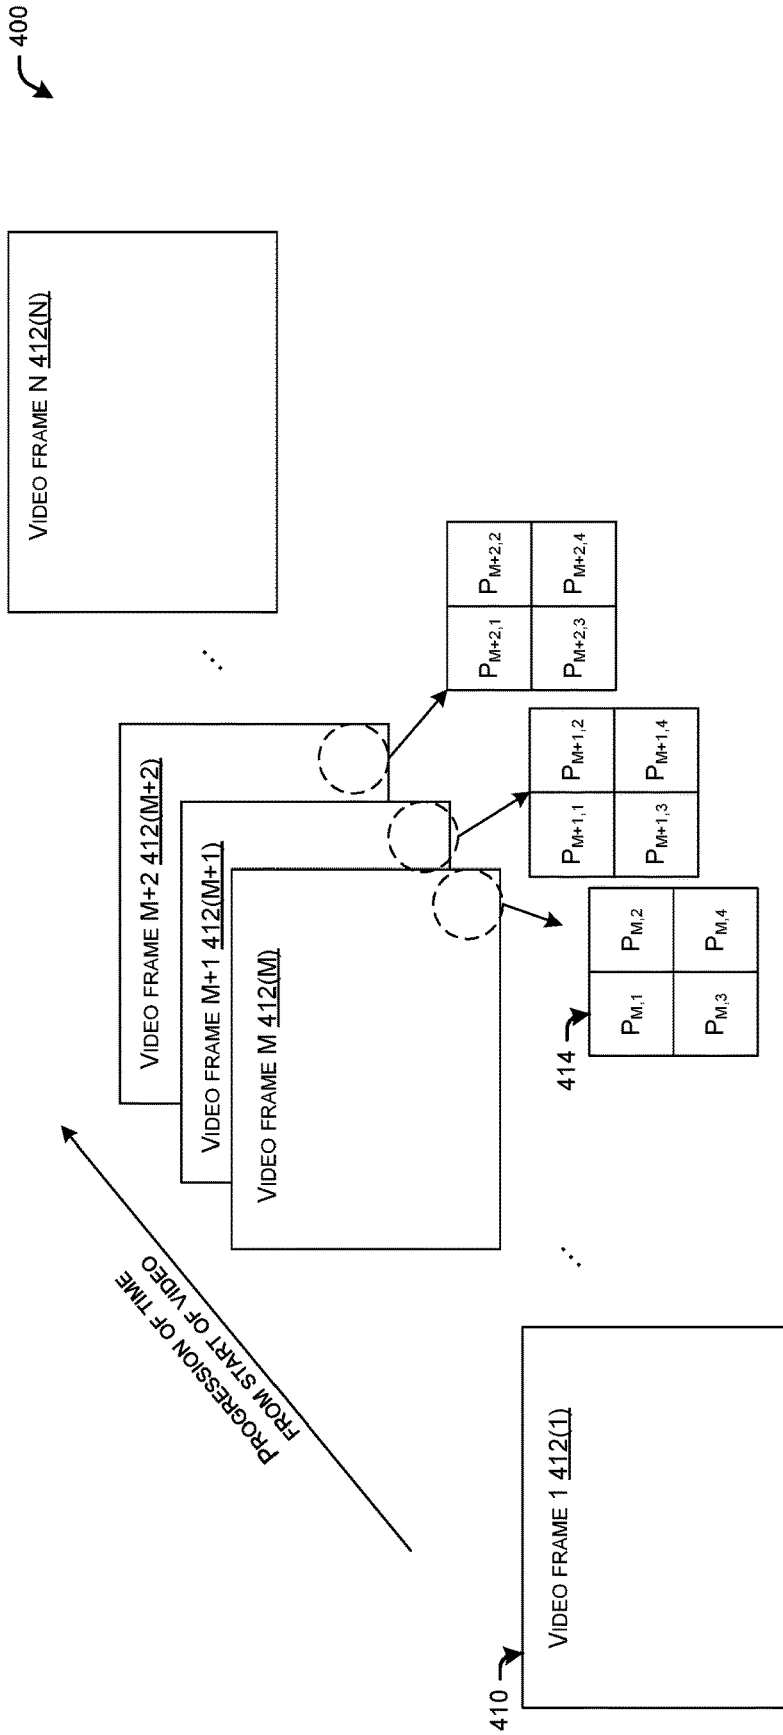 400
VIDEO FRAME N 412(N)
...
VIDEO FRAME M+2 412(M+2)
VIDEO FRAME M+1 412(M+1)
VIDEO FRAME M 412(M)
PROGRESSION OF TIME
FROM START OF VIDEO
P M+2,1 P M+2,2
P M+2,3 P M+2,4
P M+1,1 P M+1,2
P M+1,3 P M+1,4
414
P M,1 P M,2
P M,3 P M,4
...
410
VIDEO FRAME 1 412(1)